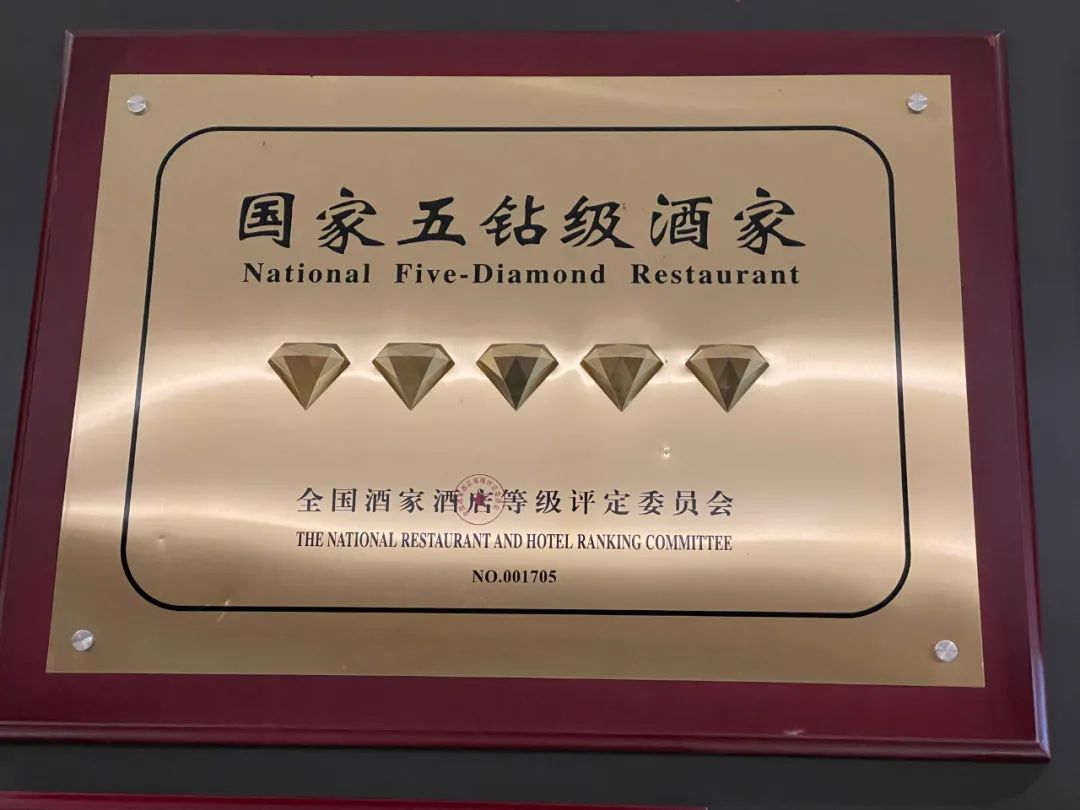 国家五钻级酒家
National Five-Diamond Restaurant
全国酒家酒店等级评定委员会
THE NATIONAL RESTAURANT AND HOTEL RANKING COMMITTEE
NO.001705